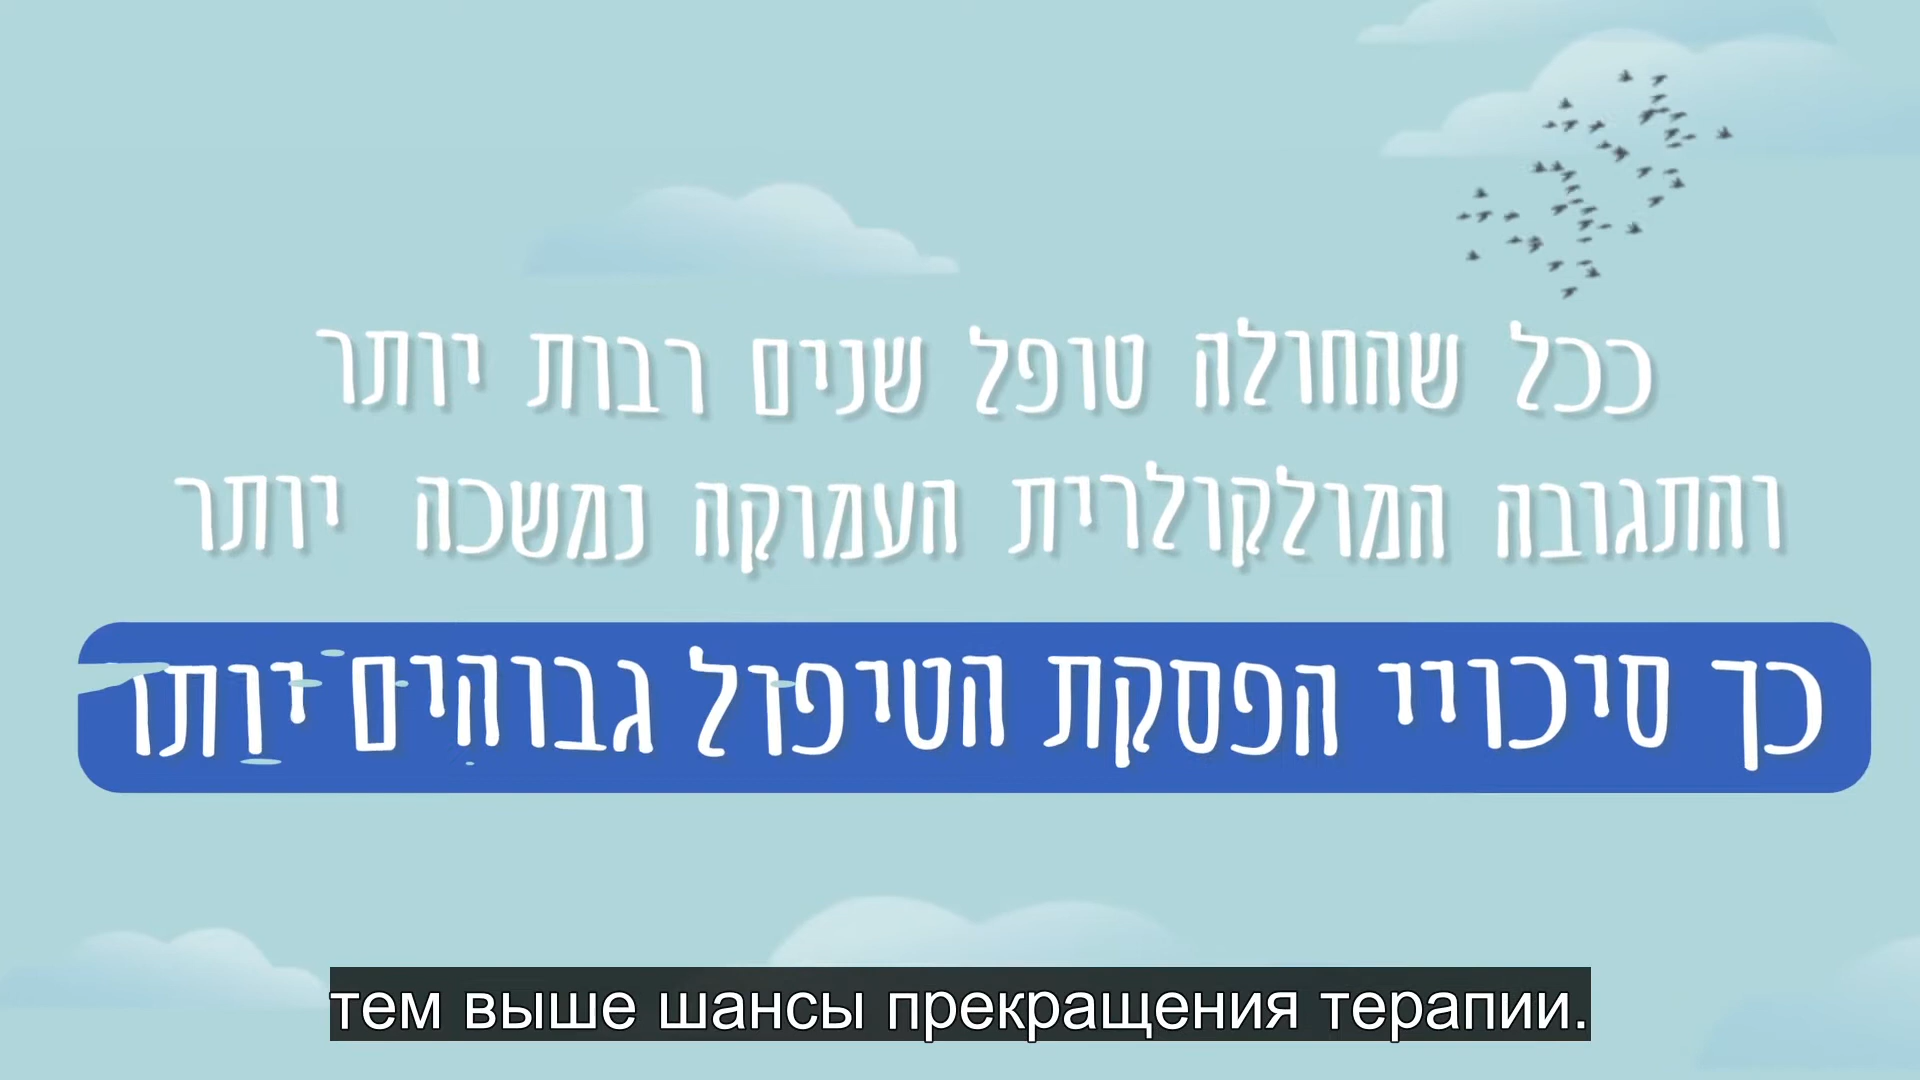 ככל שהחולה טופל שנים רבות יותר
והתגובה המולקולרית העמוקה נמשכה יותר
כך סיכויי הפסקת הטיפול גבוהים יותר
тем выше шансы прекращения терапии.